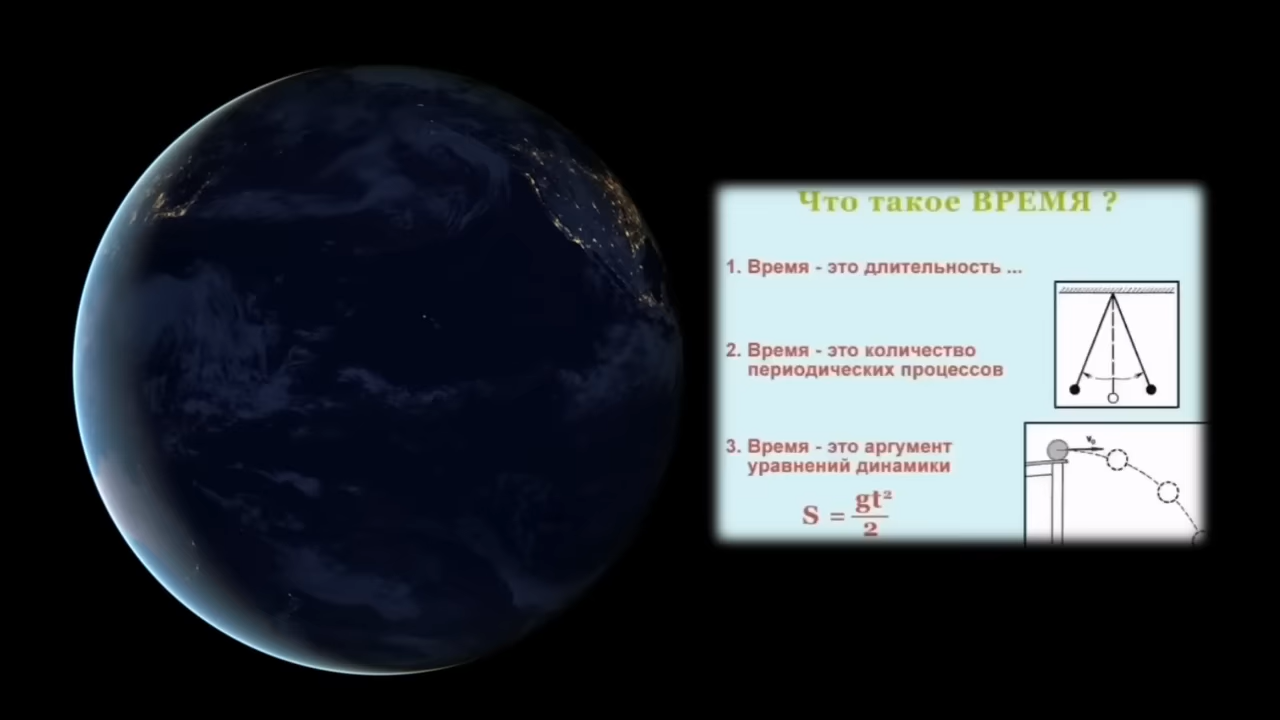 Что такое ВРЕМЯ ?
1. Время - это длительность ...
2. Время - это количество
периодических процессов
3. Время - это аргумент
уравнений динамики
S = gt²/2
v₀